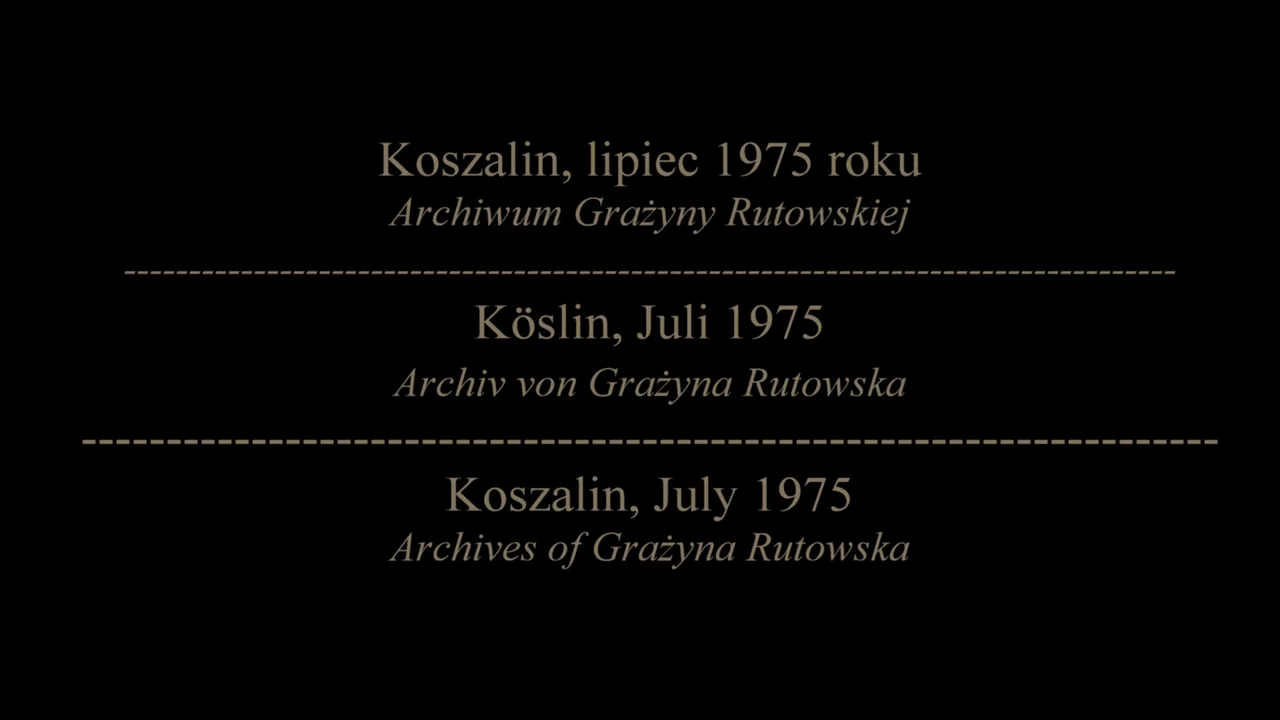 Koszalin, lipiec 1975 roku
Archiwum Grażyny Rutowskiej
--------------------------------------------------------------------------------
Köslin, Juli 1975
Archiv von Grażyna Rutowska
--------------------------------------------------------------------
Koszalin, July 1975
Archives of Grażyna Rutowska